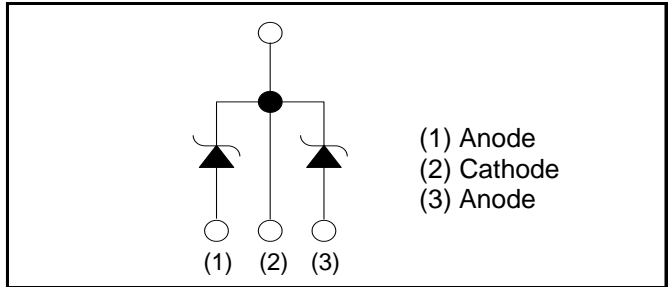 (1) Anode
(2) Cathode
(3) Anode
(1) (2) (3)